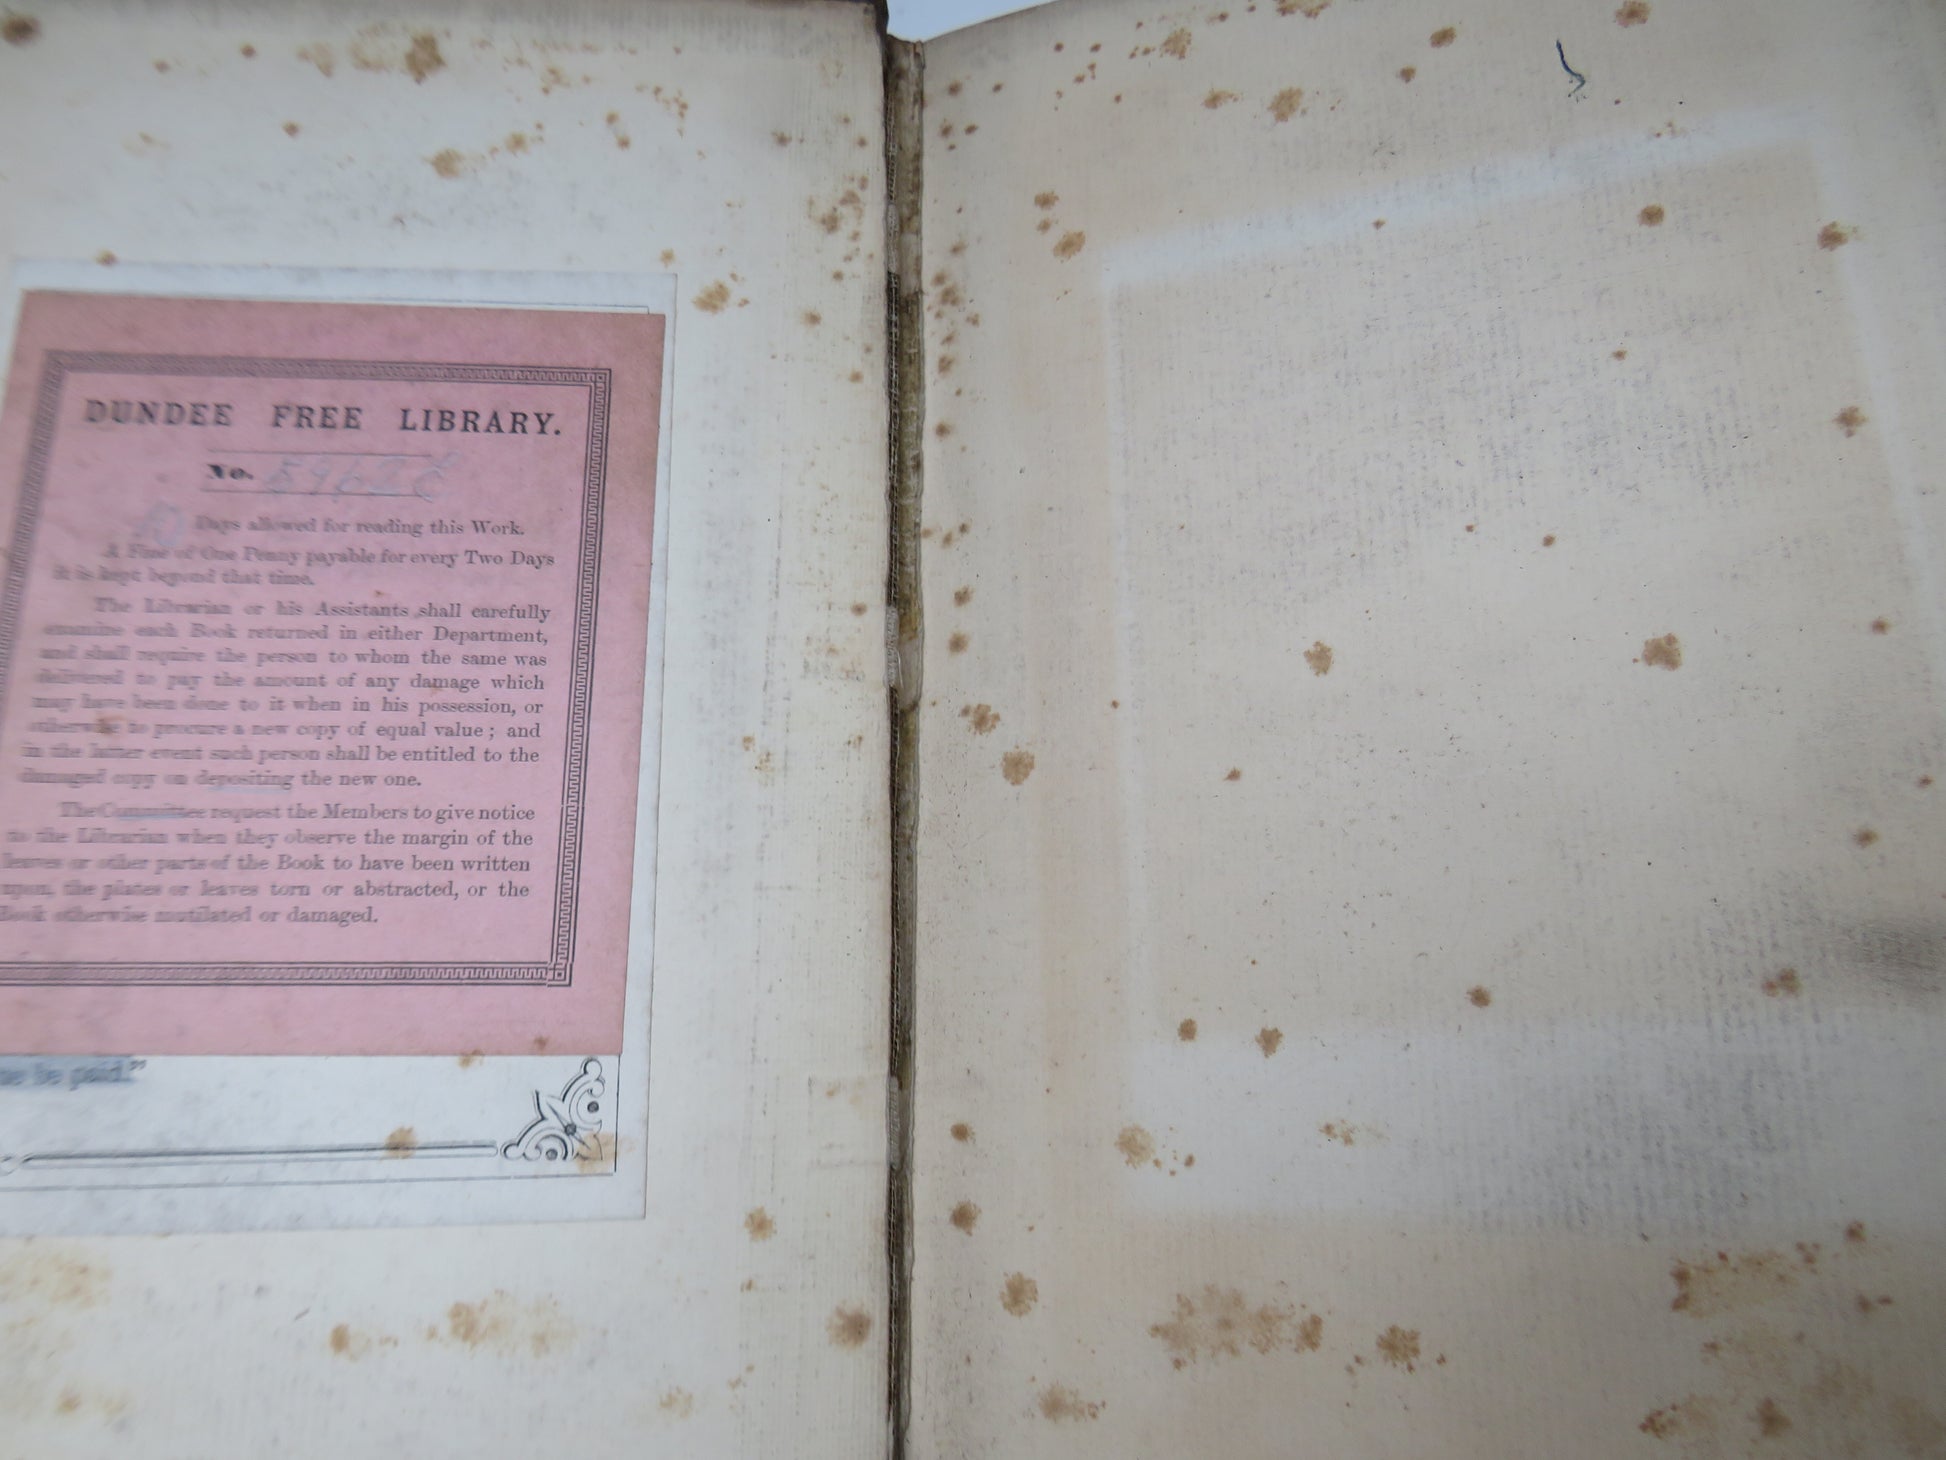 DUNDEE FREE LIBRARY.
No. 5962
Days allowed for reading this Work.
A Fine of One Penny payable for every Two Days
it is kept beyond that time.
The Librarian or his Assistants shall carefully
examine each Book returned in either Department,
and shall require the person to whom the same was
delivered to pay the amount of any damage which
may have been done to it when in his possession, or
otherwise to procure a new copy of equal value; and
in the latter event such person shall be entitled to the
damaged copy on depositing the new one.
The Committee request the Members to give notice
to the Librarian when they observe the margin of the
leaves or other parts of the Book to have been written
upon, the plates or leaves torn or abstracted, or the
Book otherwise mutilated or damaged.
be paid."